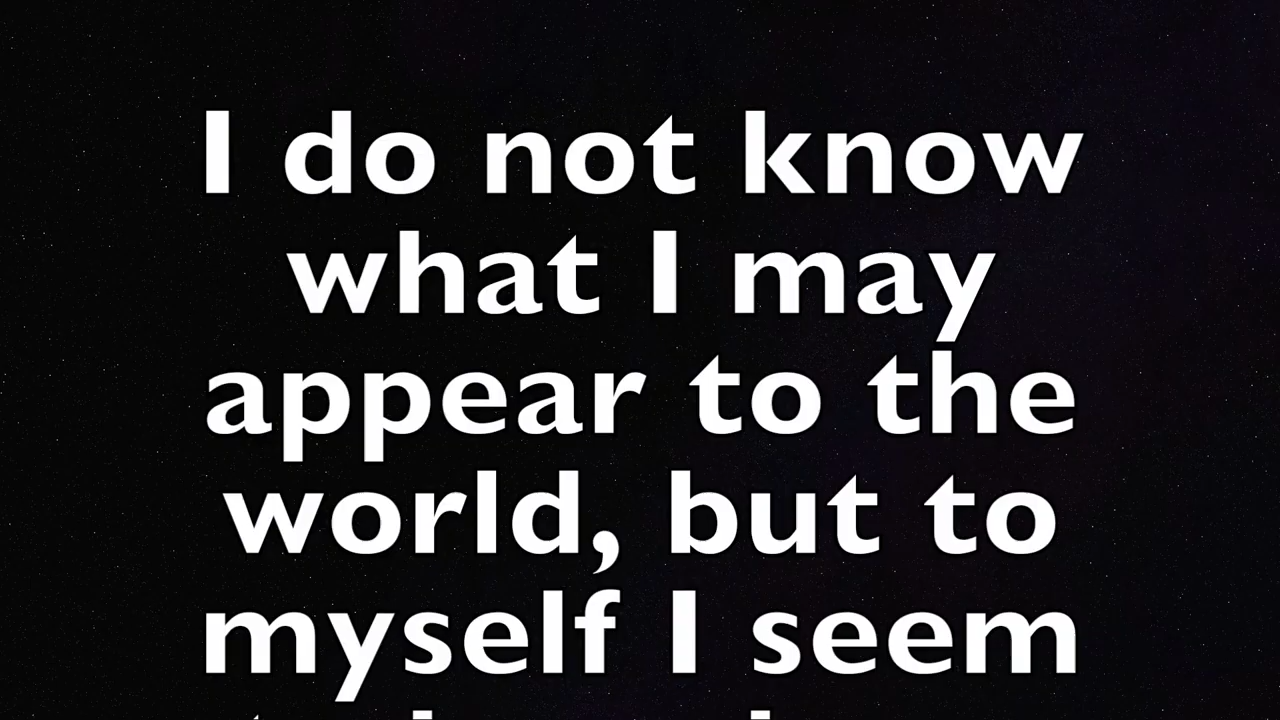 I do not know
what I may
appear to the
world, but to
myself I seem